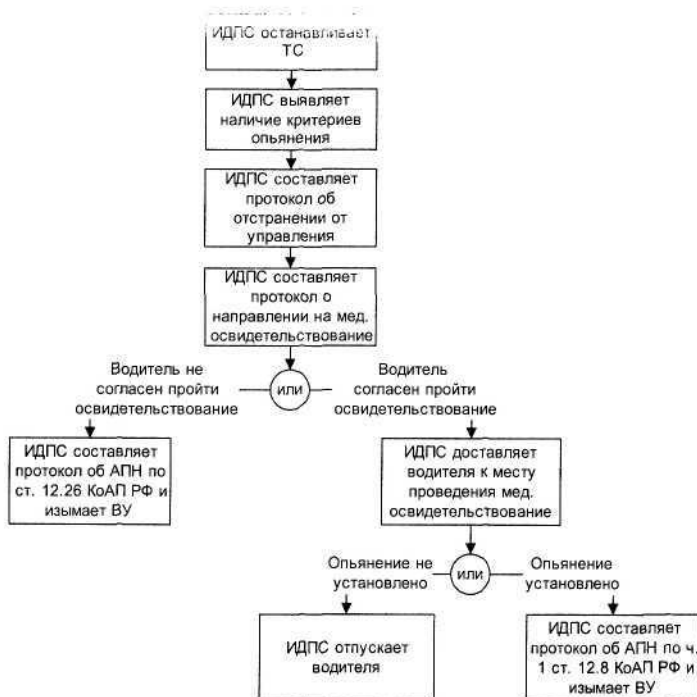 ИДПС останавливает
ТС
ИДПС выявляет
наличие критериев
опьянения
ИДПС составляет
протокол об
отстранении от
управления
ИДПС составляет
протокол о
направлении на мед.
освидетельствование
Водитель не
согласен пройти
освидетельствование
или
Водитель
согласен пройти
освидетельствование
ИДПС составляет
протокол об АПН по
ст. 12.26 КоАП РФ и
изымает ВУ
ИДПС доставляет
водителя к месту
проведения мед.
освидетельствование
Опьянение не
установлено
или
Опьянение
установлено
ИДПС отпускает
водителя
ИДПС составляет
протокол об АПН по ч.
1 ст. 12.8 КоАП РФ и
изымает ВУ